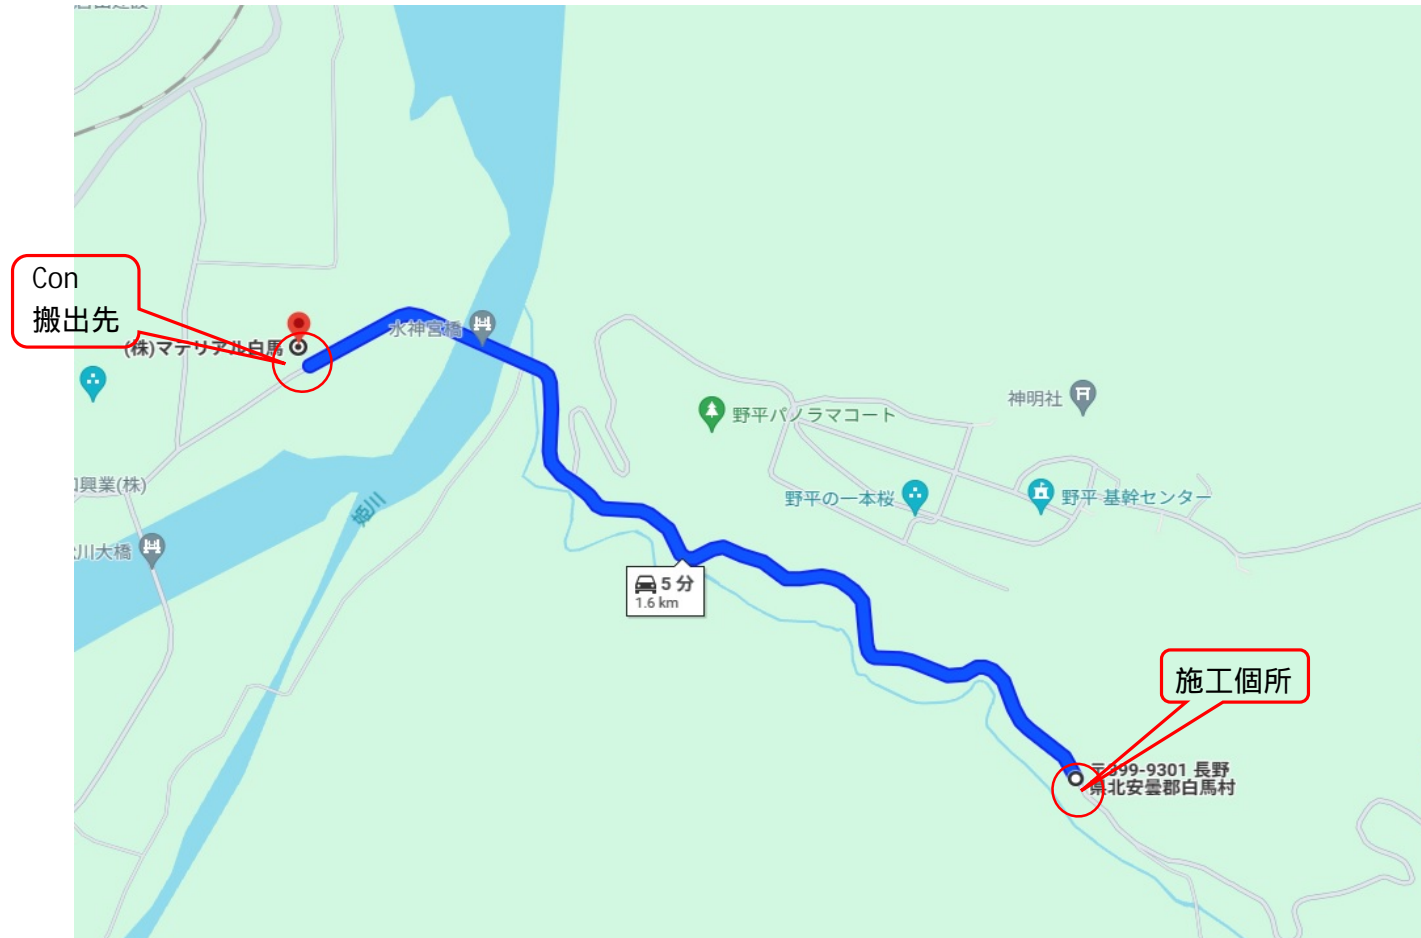 Con
搬出先
(株)マテリアル白馬
水神宮橋
野平パノラマコート
神明社
野平の一本桜
野平 基幹センター
興業(株)
姫川
川大橋
5 分
1.6 km
施工個所
〒399-9301 長野
県北安曇郡白馬村